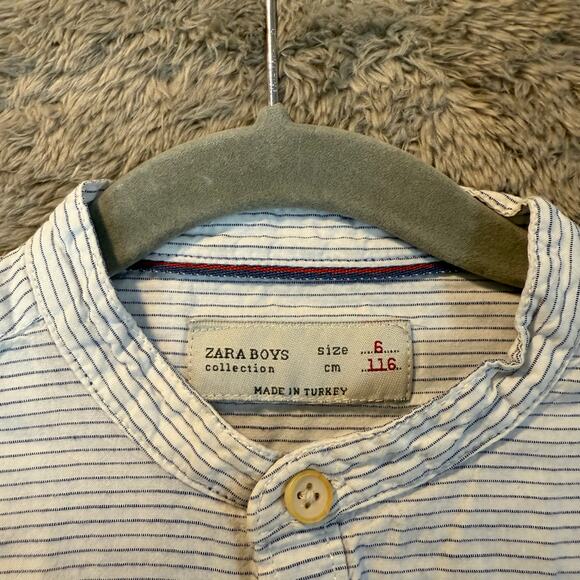 ZARA BOYS size 6
collection cm 116
MADE IN TURKEY